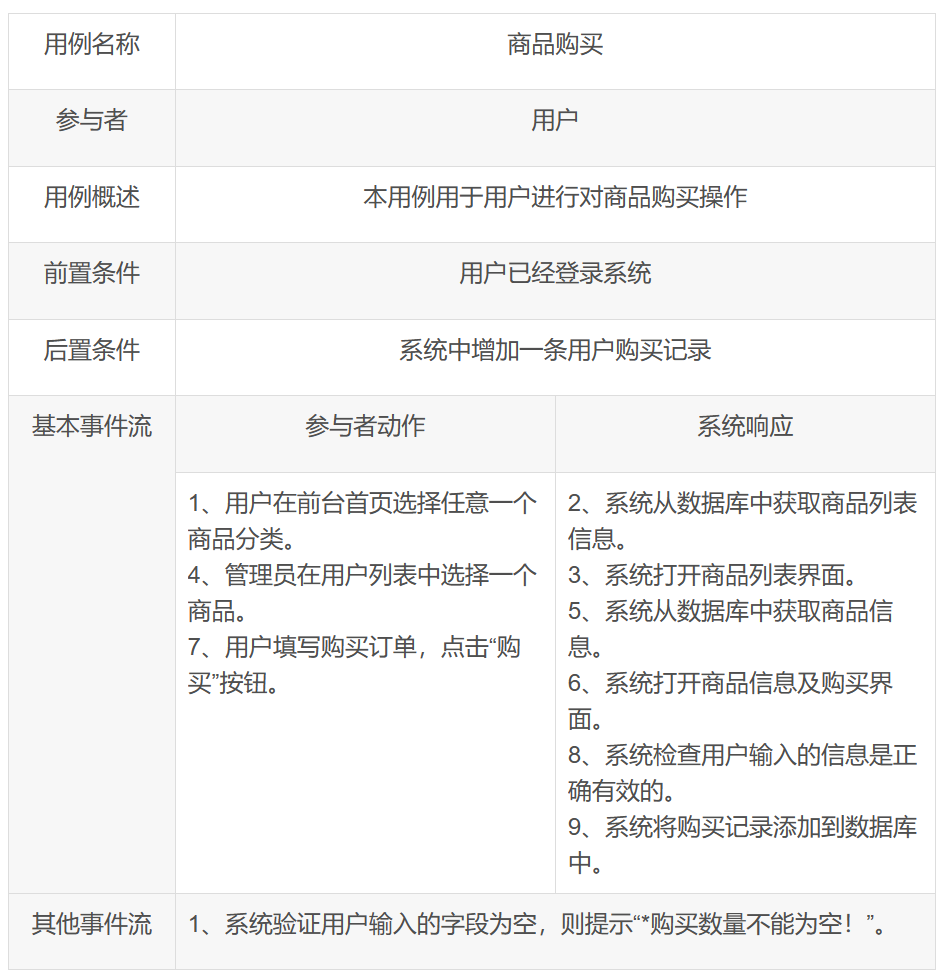 用例名称
商品购买
参与者
用户
用例概述
本用例用于用户进行对商品购买操作
前置条件
用户已经登录系统
后置条件
系统中增加一条用户购买记录
基本事件流
参与者动作
系统响应
1、用户在前台首页选择任意一个
商品分类。
4、管理员在用户列表中选择一个
商品。
7、用户填写购买订单，点击“购
买”按钮。
2、系统从数据库中获取商品列表
信息。
3、系统打开商品列表界面。
5、系统从数据库中获取商品信
息。
6、系统打开商品信息及购买界
面。
8、系统检查用户输入的信息是正
确有效的。
9、系统将购买记录添加到数据库
中。
其他事件流
1、系统验证用户输入的字段为空，则提示“*购买数量不能为空！”。